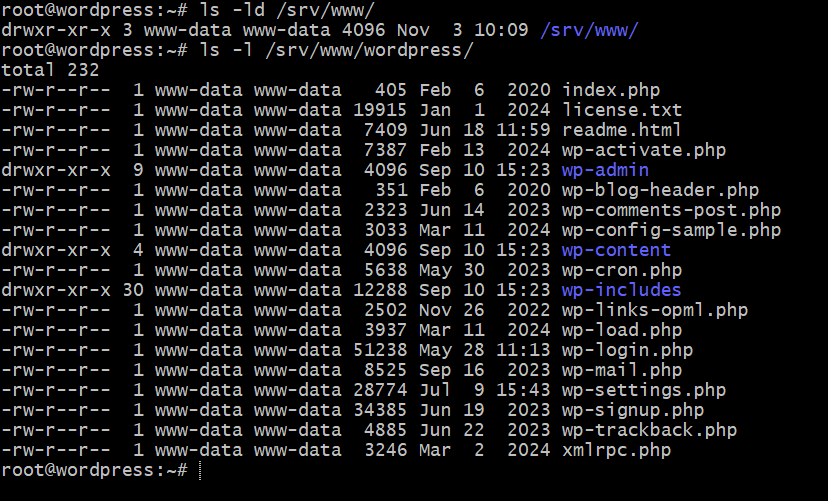 root@wordpress:~# ls -ld /srv/www/
drwxr-xr-x 3 www-data www-data 4096 Nov  3 10:09 /srv/www/
root@wordpress:~# ls -l /srv/www/wordpress/
total 232
-rw-r--r--  1 www-data www-data   405 Feb  6  2020 index.php
-rw-r--r--  1 www-data www-data 19915 Jan  1  2024 license.txt
-rw-r--r--  1 www-data www-data  7409 Jun 18 11:59 readme.html
-rw-r--r--  1 www-data www-data  7387 Feb 13  2024 wp-activate.php
drwxr-xr-x  9 www-data www-data  4096 Sep 10 15:23 wp-admin
-rw-r--r--  1 www-data www-data   351 Feb  6  2020 wp-blog-header.php
-rw-r--r--  1 www-data www-data  2323 Jun 14  2023 wp-comments-post.php
-rw-r--r--  1 www-data www-data  3033 Mar 11  2024 wp-config-sample.php
drwxr-xr-x  4 www-data www-data  4096 Sep 10 15:23 wp-content
-rw-r--r--  1 www-data www-data  5638 May 30  2023 wp-cron.php
drwxr-xr-x 30 www-data www-data 12288 Sep 10 15:23 wp-includes
-rw-r--r--  1 www-data www-data  2502 Nov 26  2022 wp-links-opml.php
-rw-r--r--  1 www-data www-data  3937 Mar 11  2024 wp-load.php
-rw-r--r--  1 www-data www-data 51238 May 28 11:13 wp-login.php
-rw-r--r--  1 www-data www-data  8525 Sep 16  2023 wp-mail.php
-rw-r--r--  1 www-data www-data 28774 Jul  9 15:43 wp-settings.php
-rw-r--r--  1 www-data www-data 34385 Jun 19  2023 wp-signup.php
-rw-r--r--  1 www-data www-data  4885 Jun 22  2023 wp-trackback.php
-rw-r--r--  1 www-data www-data  3246 Mar  2  2024 xmlrpc.php
root@wordpress:~#